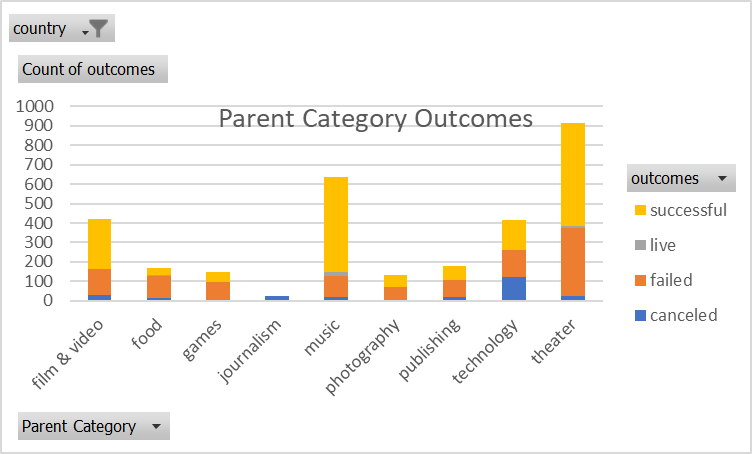 country
Count of outcomes
Parent Category Outcomes
1000
900
800
700
600
500
400
300
200
100
0
film & video
food
games
journalism
music
photography
publishing
technology
theater
outcomes
successful
live
failed
canceled
Parent Category